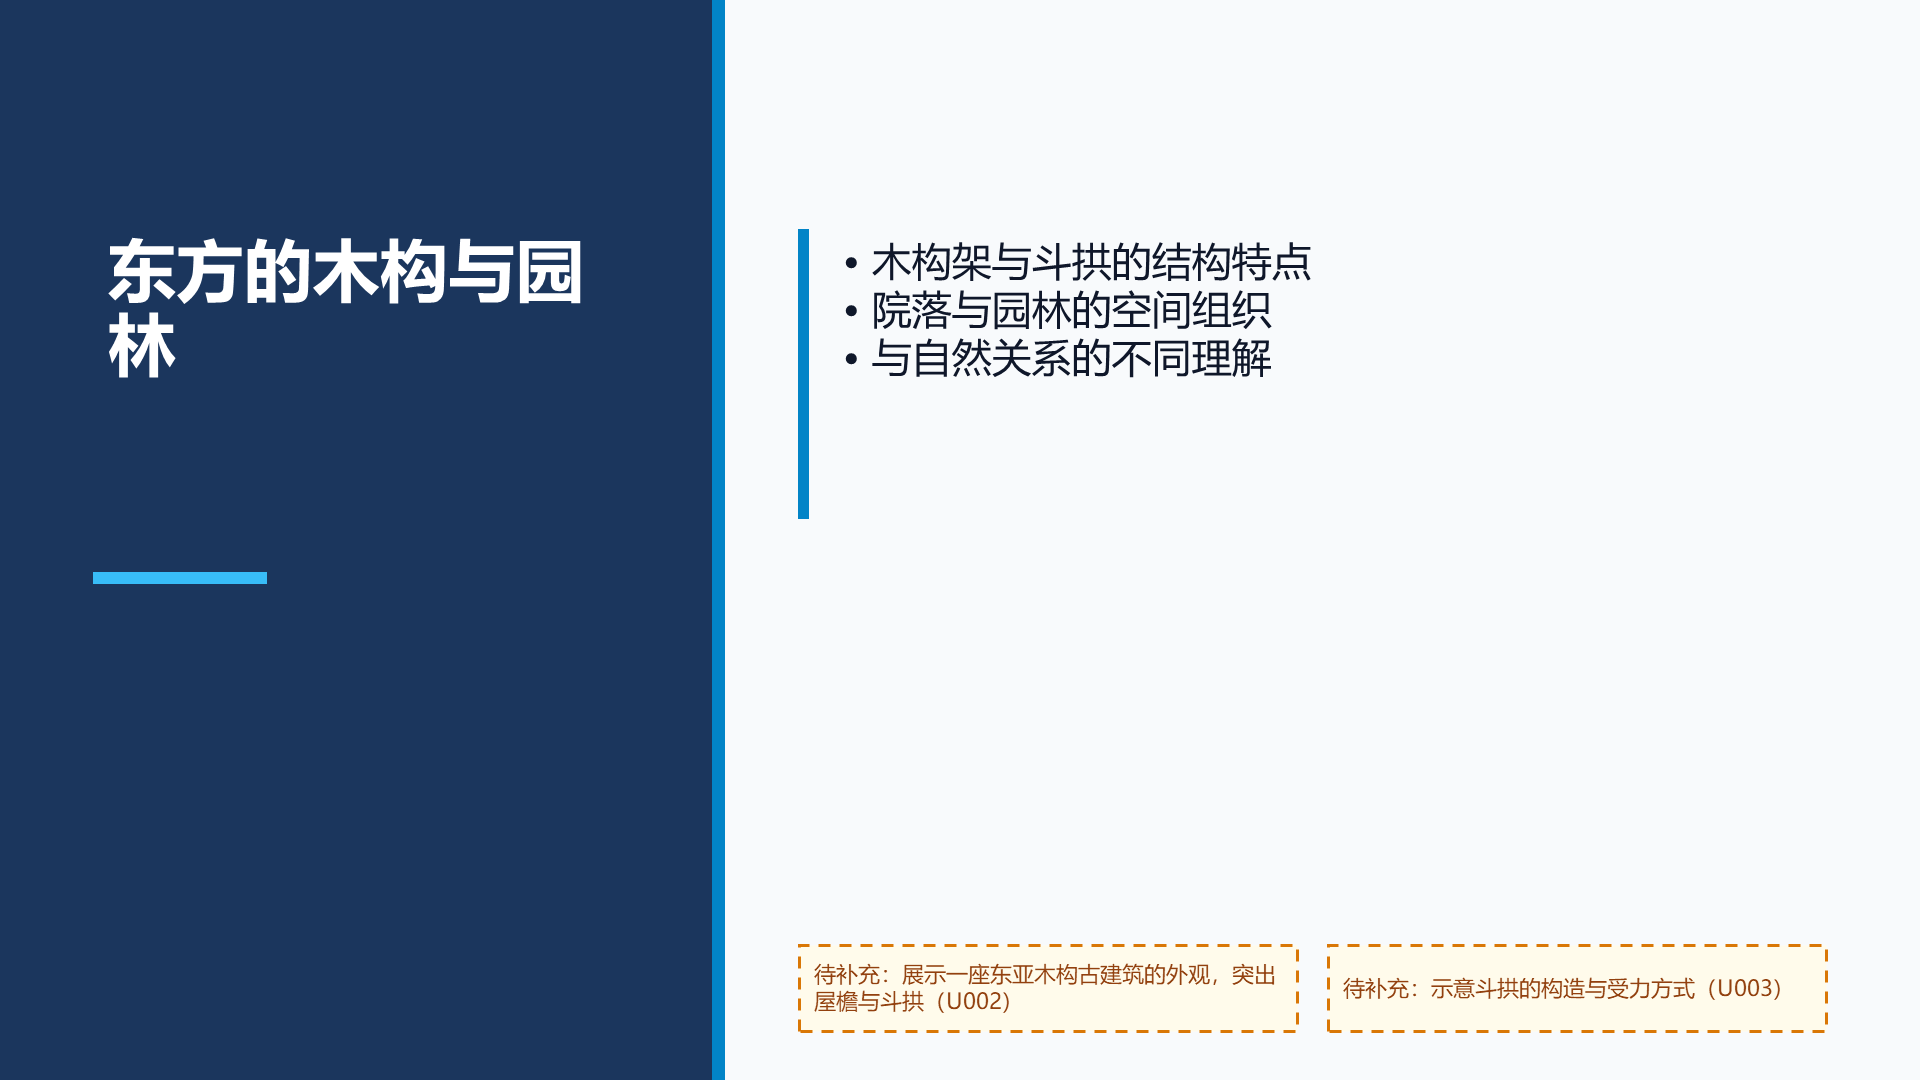 东方的木构与园
林
• 木构架与斗拱的结构特点
• 院落与园林的空间组织
• 与自然关系的不同理解
待补充：展示一座东亚木构古建筑的外观，突出
屋檐与斗拱（U002）
待补充：示意斗拱的构造与受力方式（U003）